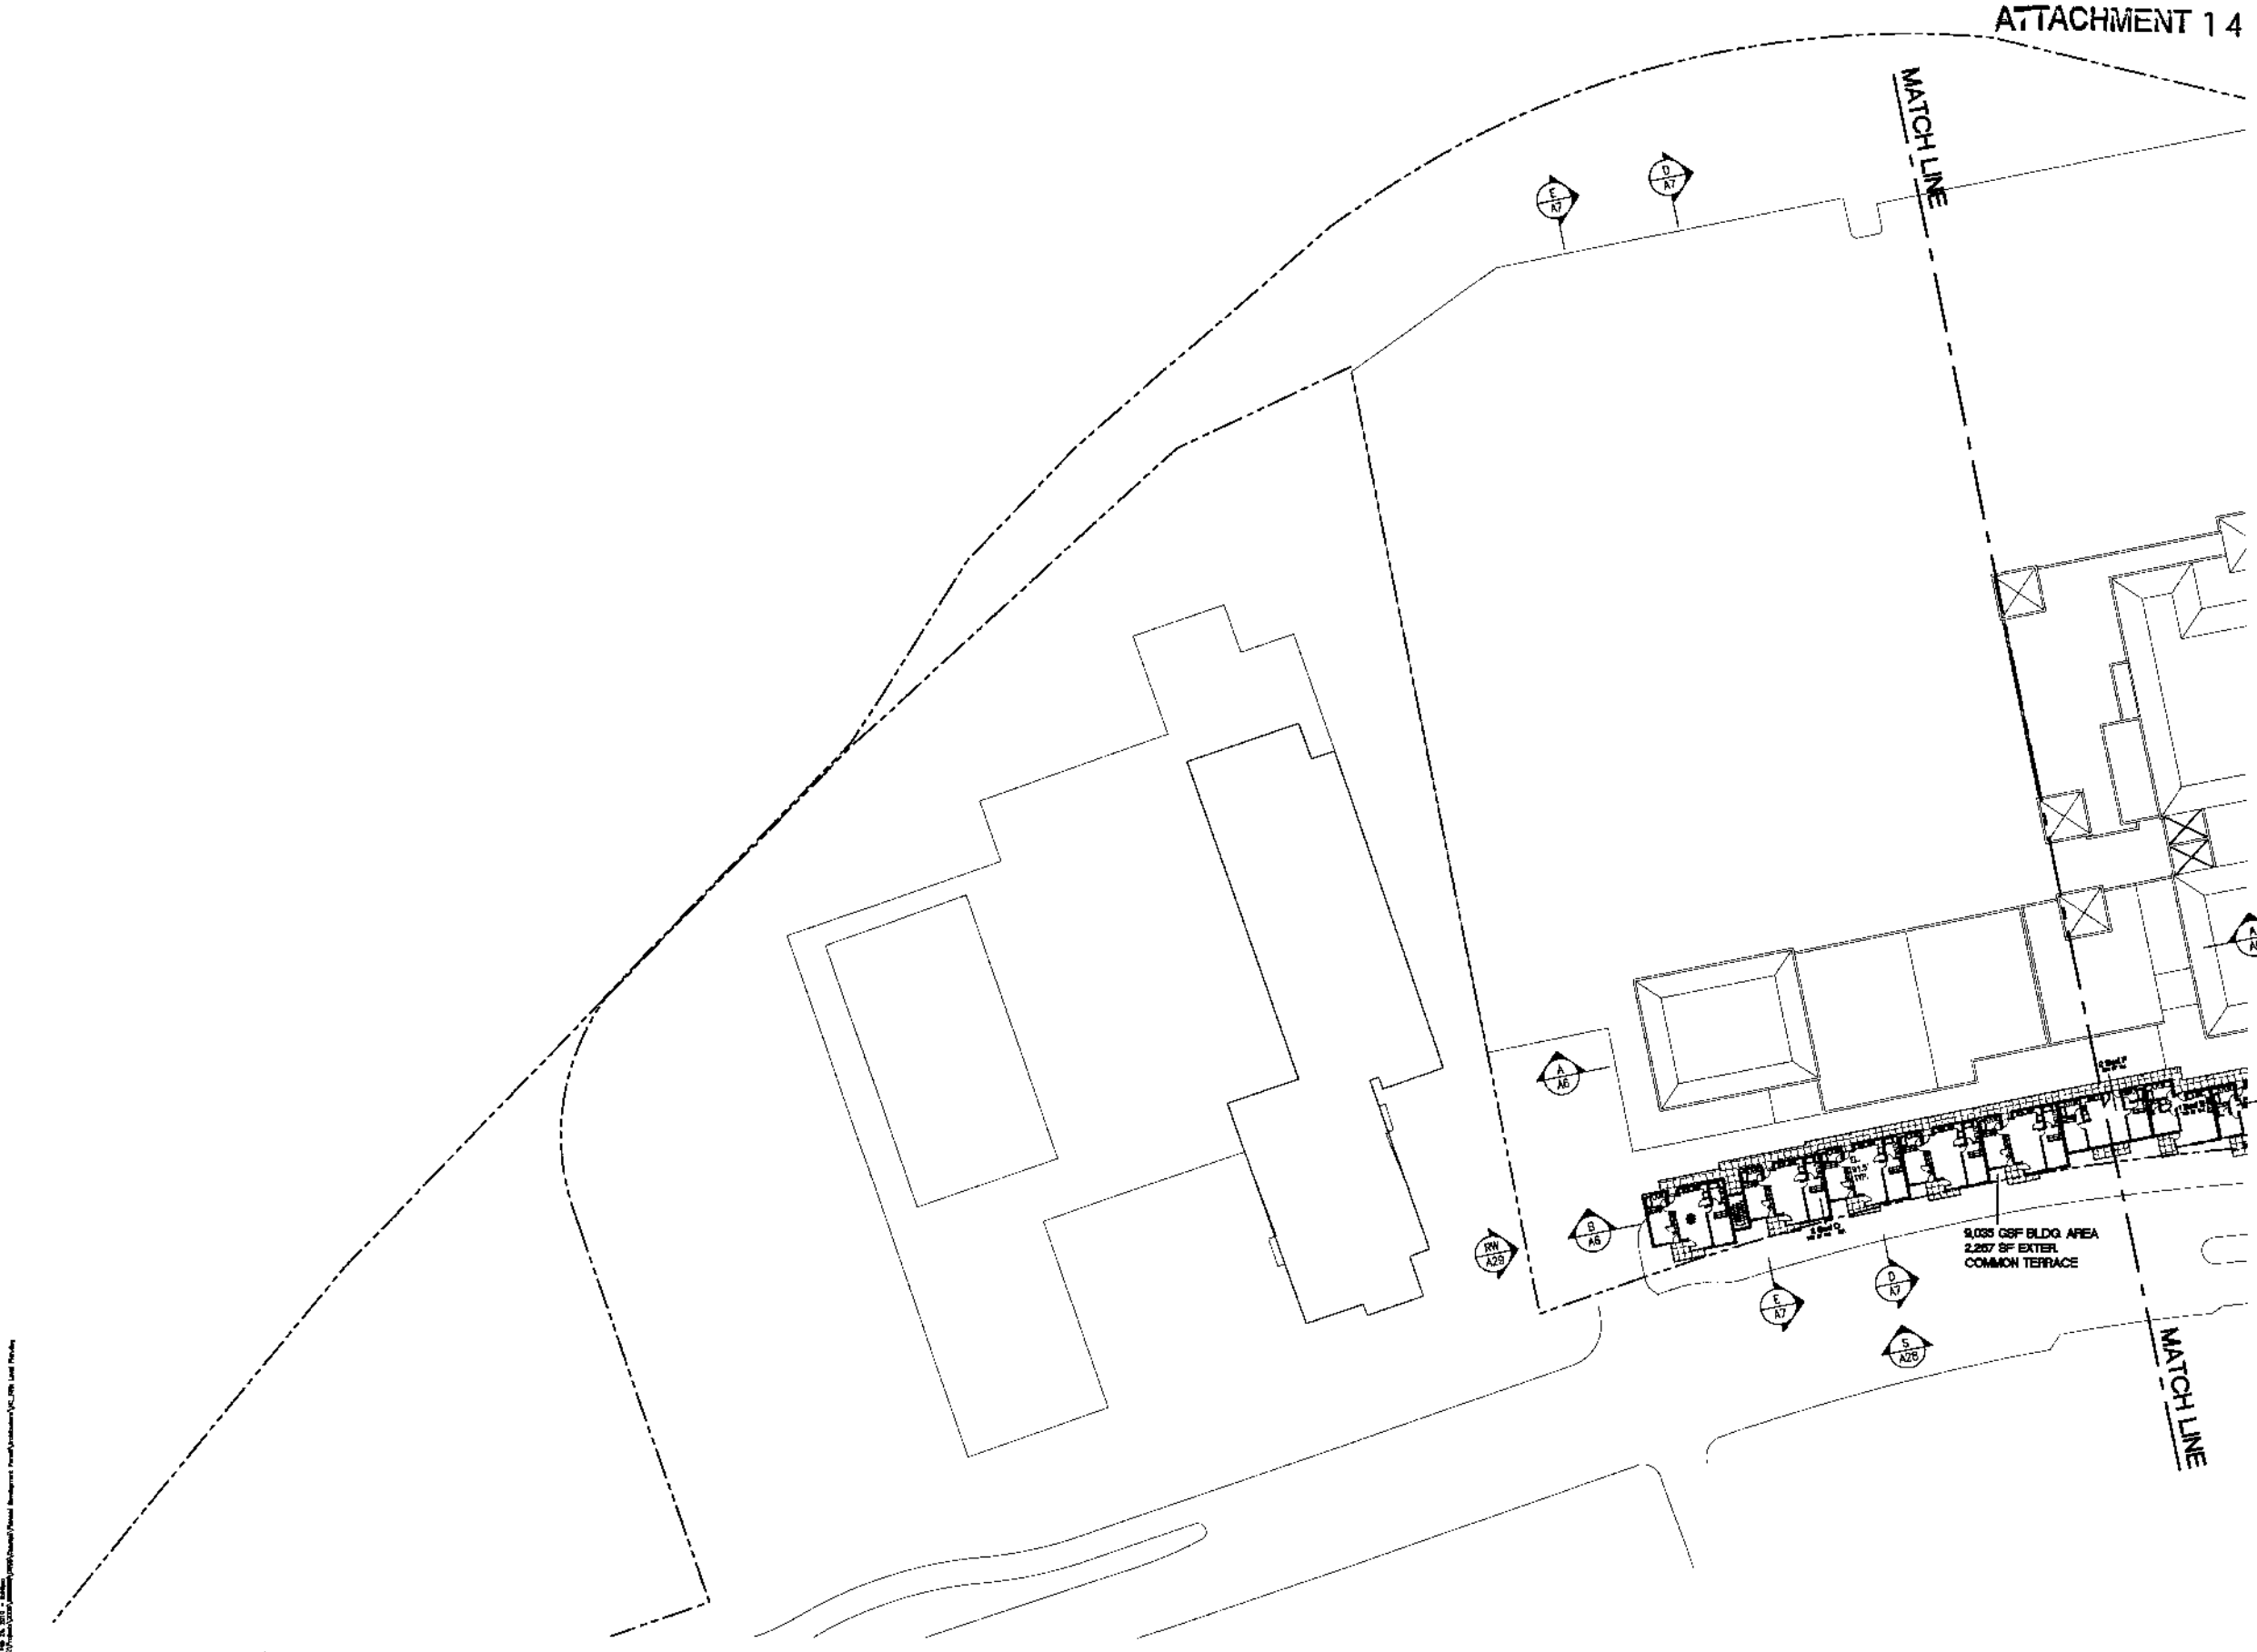 ATTACHMENT 14
MATCH LINE
E
A7
D
A7
A
A6
B
A6
RW
A29
9,035 GSF BLDG. AREA
2,267 SF EXTER.
COMMON TERRACE
E
A7
D
A7
S
A28
MATCH LINE